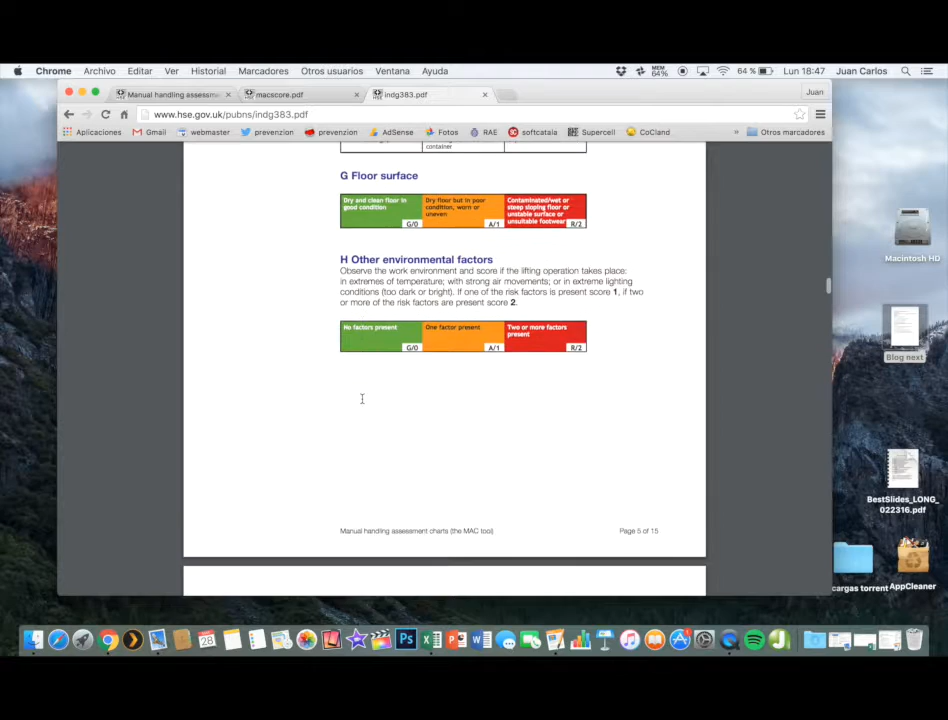 Chrome Archivo Editar Ver Historial Marcadores Otros usuarios Ventana Ayuda
MEM
64%
64 %
Lun 18:47 Juan Carlos
Manual handling assessm
macscore.pdf
indg383.pdf
Juan
www.hse.gov.uk/pubns/indg383.pdf
Aplicaciones Gmail webmaster prevenzion prevenzion AdSense Fotos RAE softcatala Supercell CoCland » Otros marcadores
container
G Floor surface
Dry and clean floor in
good condition
G/0
Dry floor but in poor
condition, worn or
uneven
A/1
Contaminated/wet or
steep sloping floor or
unstable surface or
unsuitable footwear
R/2
H Other environmental factors
Observe the work environment and score if the lifting operation takes place:
in extremes of temperature; with strong air movements; or in extreme lighting
conditions (too dark or bright). If one of the risk factors is present score 1, if two
or more of the risk factors are present score 2.
No factors present
G/0
One factor present
A/1
Two or more factors
present
R/2
Manual handling assessment charts (the MAC tool)
Page 5 of 15
Macintosh HD
Blog next
BestSlides_LONG_
022316.pdf
cargas torrent
AppCleaner
28
Ps